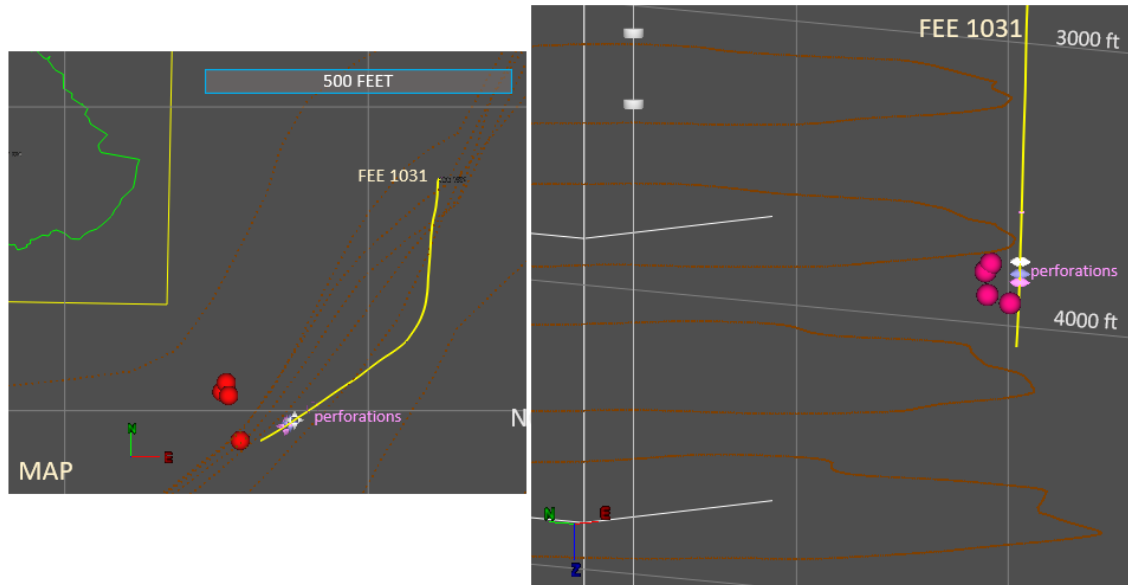 500 FEET
FEE 1031
perforations
N
N
E
MAP
FEE 1031
3000 ft
perforations
4000 ft
N
E
Z